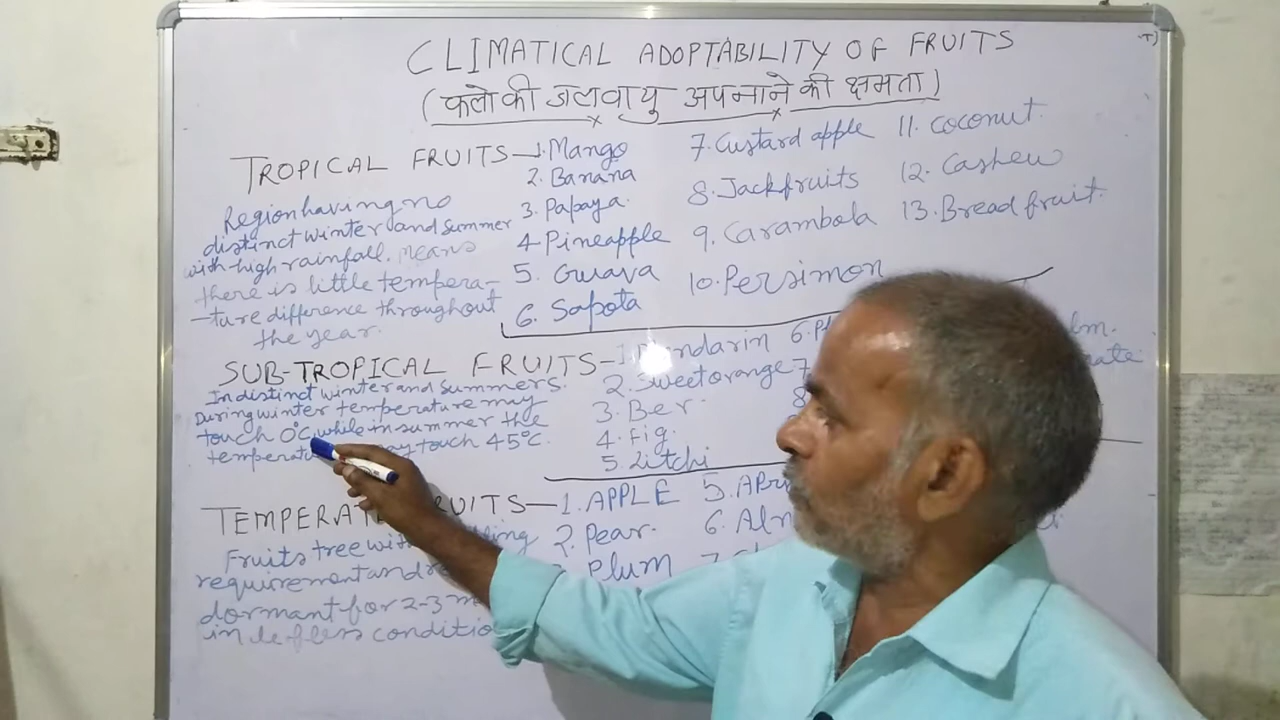 CLIMATICAL ADOPTABILITY OF FRUITS
(फलो की जलवायु अपनाने की क्षमता)
TROPICAL FRUITS — 1. Mango
2. Banana
3. Papaya
4. Pineapple
5. Gwava
6. Sapota
7. Custard apple
8. Jackfruits
9. Carambola
10. Persimon
11. Coconut
12. Cashew
13. Bread fruit
Region having no
distinct winter and summer
with high rainfall. Means
there is little tempera-
-ture difference throughout
the year.
SUB-TROPICAL FRUITS — 1. Mandarin
2. Sweet orange
3. Ber
4. Fig
5. Litchi
6.
7.
8
In distinct winter and summers.
During winter temperature may
touch 0°C, while in summer the
may touch 45°C.
TEMPERATE FRUITS — 1. APPLE
2. Pear
Plum
5.
6.
7.
Fruits tree
requirement and
dormant for 2-3
in lefless condition